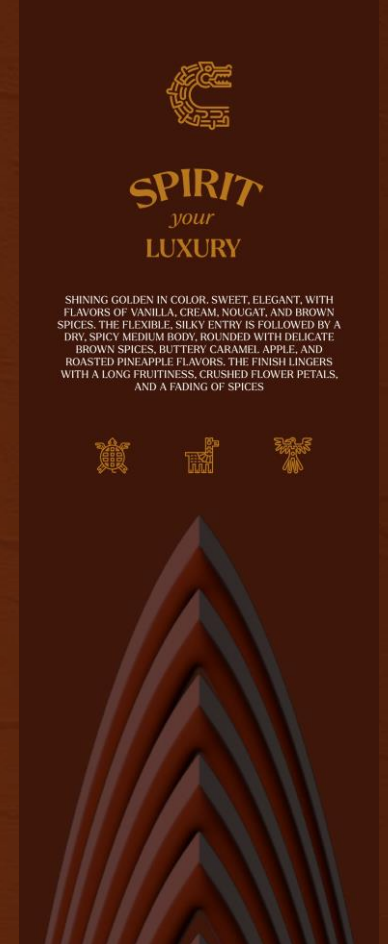 SPIRIT
your
LUXURY
SHINING GOLDEN IN COLOR. SWEET, ELEGANT, WITH
FLAVORS OF VANILLA, CREAM, NOUGAT, AND BROWN
SPICES. THE FLEXIBLE, SILKY ENTRY IS FOLLOWED BY A
DRY, SPICY MEDIUM BODY, ROUNDED WITH DELICATE
BROWN SPICES, BUTTERY CARAMEL APPLE, AND
ROASTED PINEAPPLE FLAVORS. THE FINISH LINGERS
WITH A LONG FRUITINESS, CRUSHED FLOWER PETALS,
AND A FADING OF SPICES